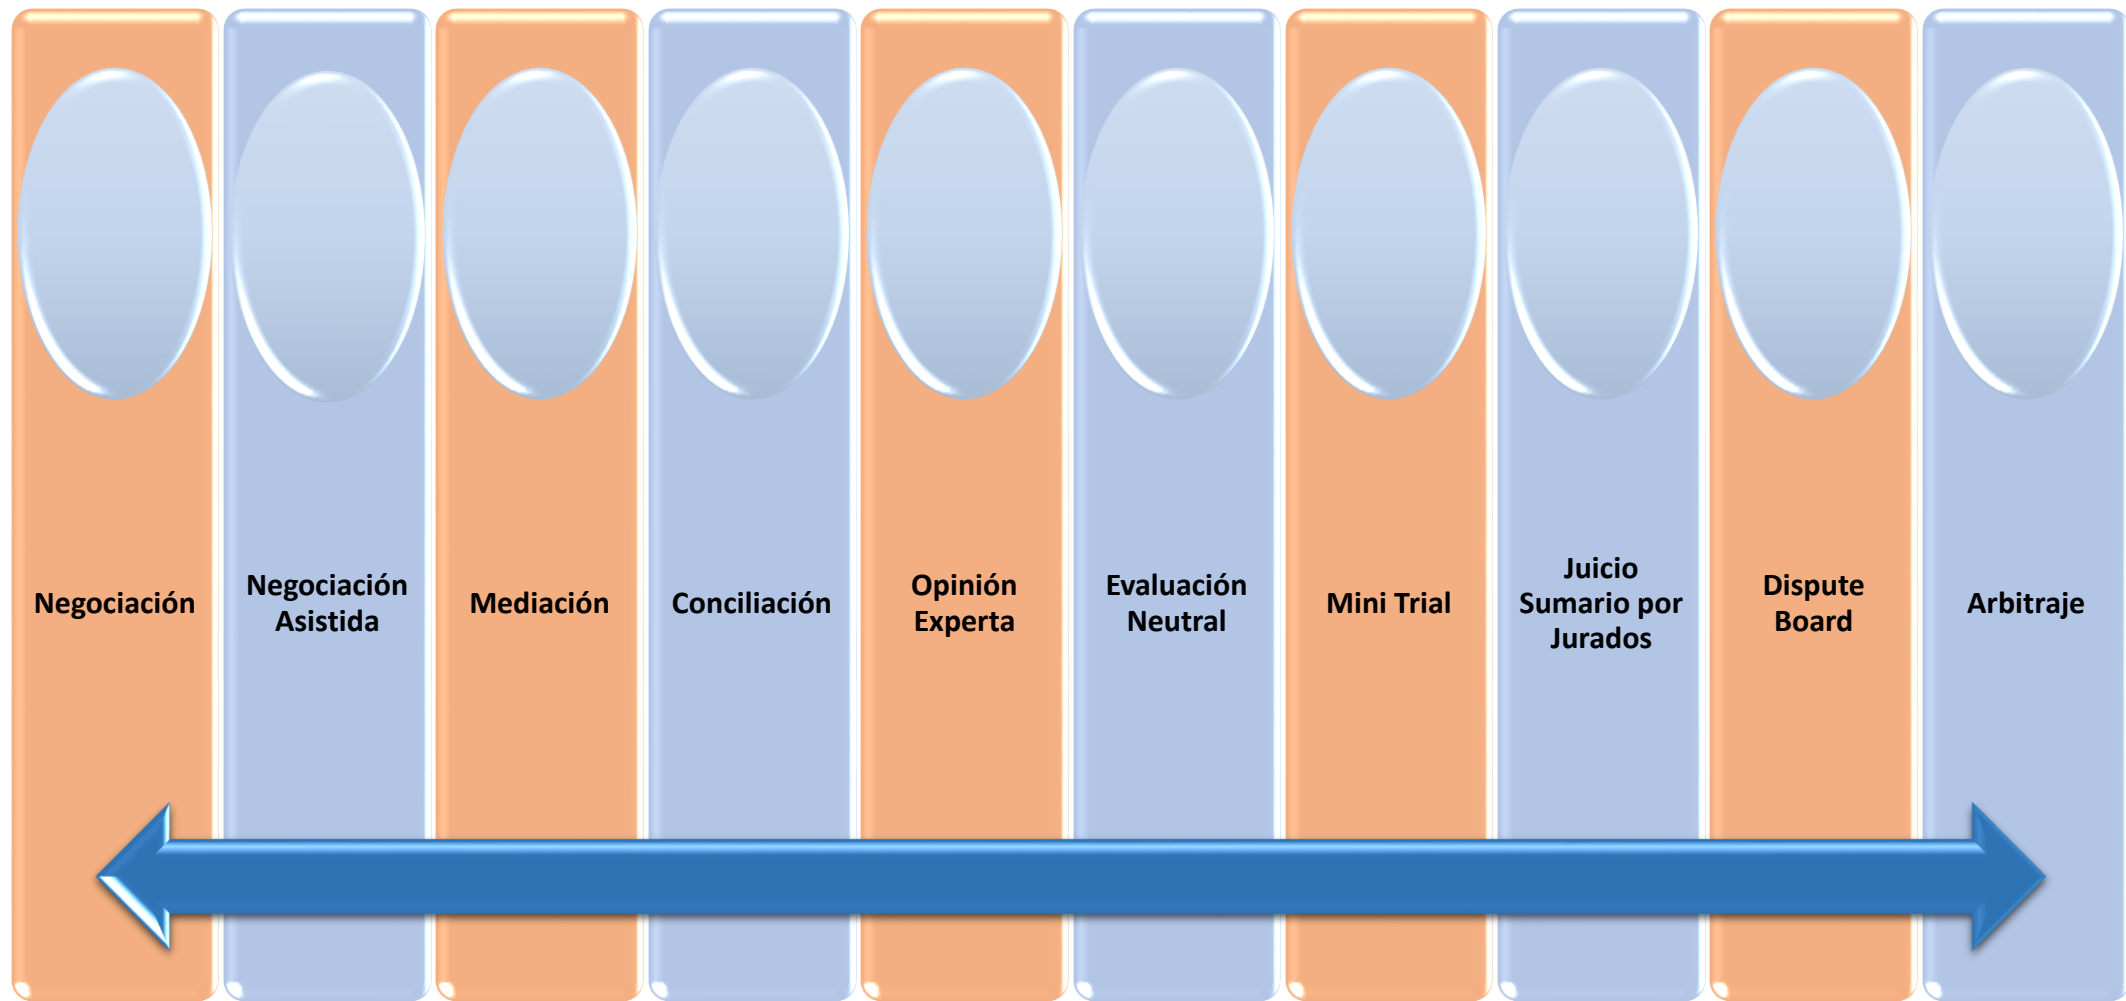 Negociación
Negociación
Asistida
Mediación
Conciliación
Opinión
Experta
Evaluación
Neutral
Mini Trial
Juicio
Sumario por
Jurados
Dispute
Board
Arbitraje